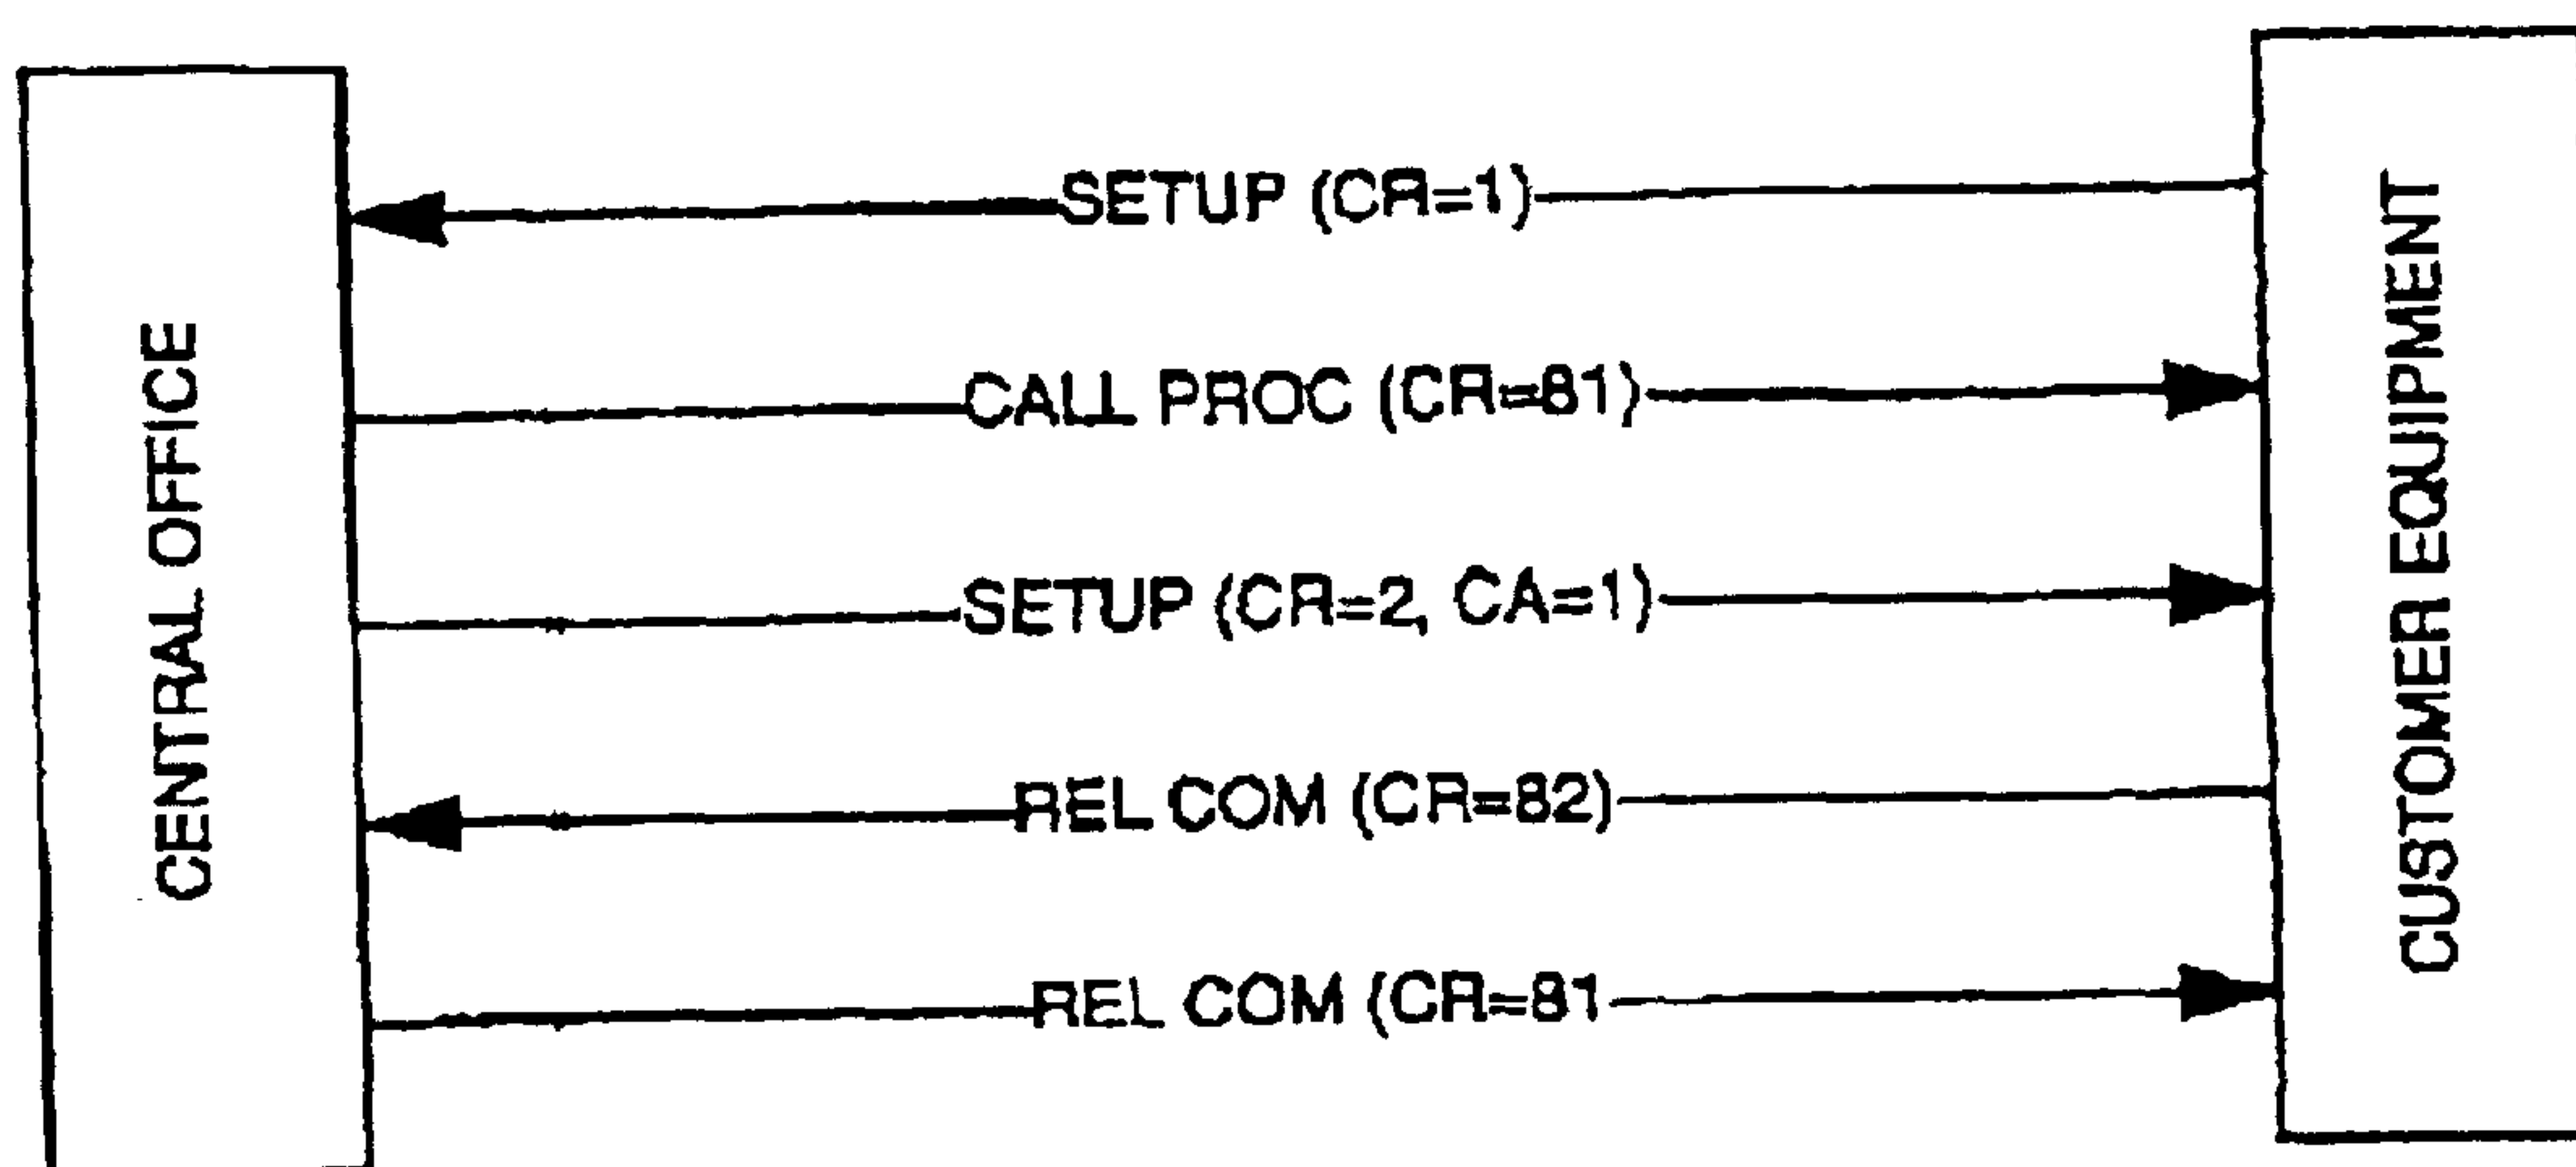 CENTRAL OFFICE
SETUP (CR=1)
CALL PROC (CR=81)
SETUP (CR=2, CA=1)
REL COM (CR=82)
REL COM (CR=81
CUSTOMER EQUIPMENT